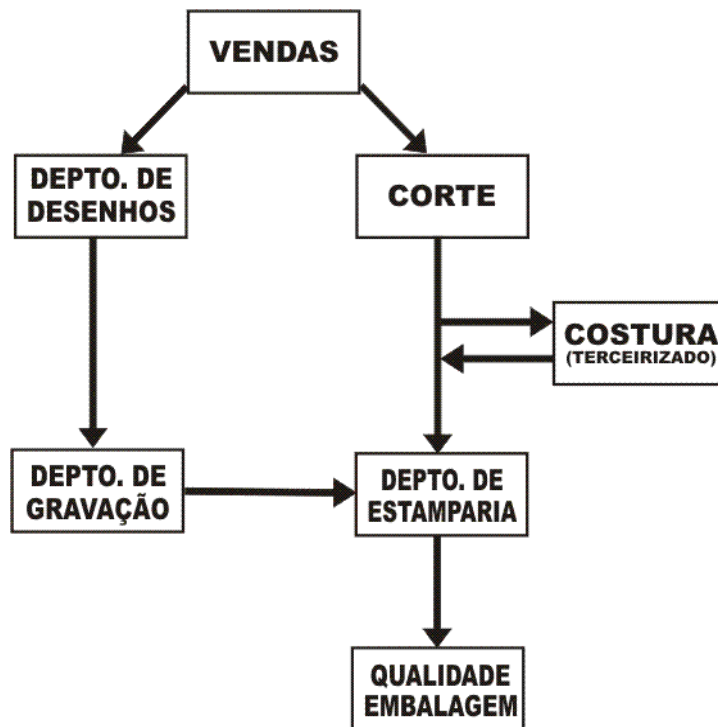 VENDAS
DEPTO. DE
DESENHOS
CORTE
COSTURA
(TERCEIRIZADO)
DEPTO. DE
GRAVAÇÃO
DEPTO. DE
ESTAMPARIA
QUALIDADE
EMBALAGEM